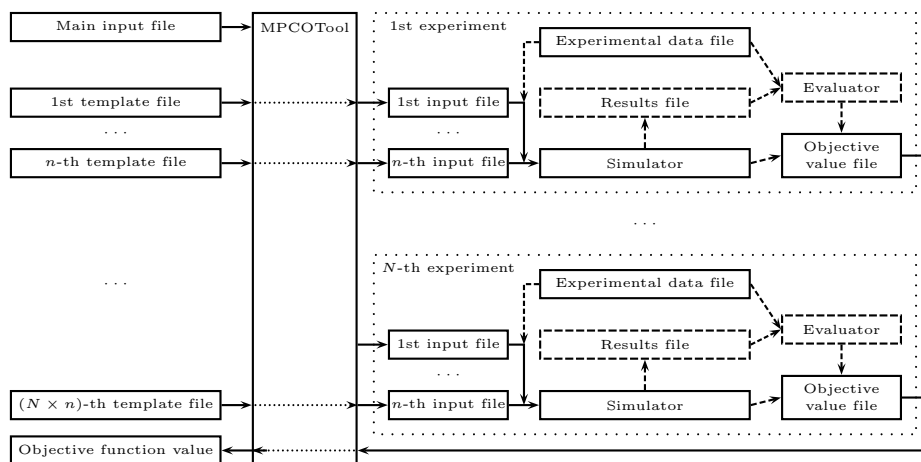 Main input file
MPCOTool
1st experiment
Experimental data file
1st template file
1st input file
Results file
Evaluator
. . .
. . .
n-th template file
n-th input file
Simulator
Objective
value file
. . .
N-th experiment
. . .
Experimental data file
1st input file
Results file
Evaluator
. . .
(N × n)-th template file
n-th input file
Simulator
Objective
value file
Objective function value